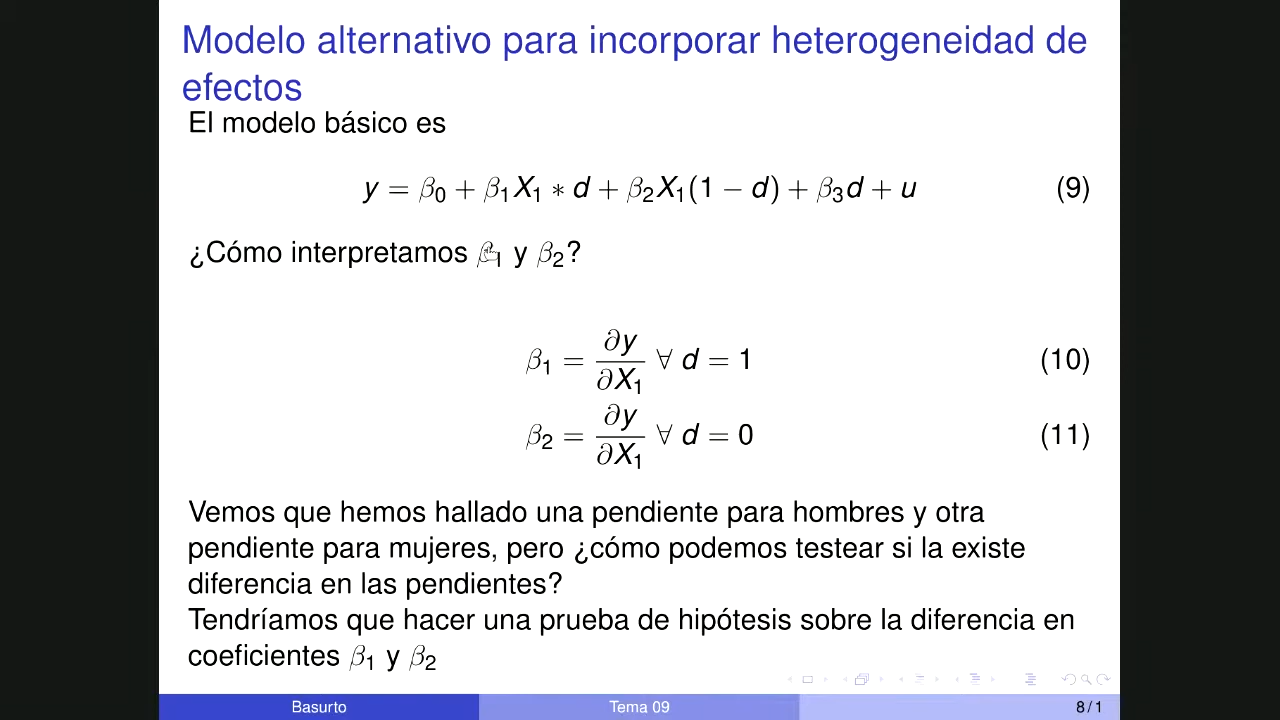 Modelo alternativo para incorporar heterogeneidad de
efectos
El modelo básico es
y = β₀ + β₁X₁ ∗ d + β₂X₁(1 − d) + β₃d + u (9)
¿Cómo interpretamos β₁ y β₂?
β₁ = ∂y/∂X₁ ∀ d = 1 (10)
β₂ = ∂y/∂X₁ ∀ d = 0 (11)
Vemos que hemos hallado una pendiente para hombres y otra
pendiente para mujeres, pero ¿cómo podemos testear si la existe
diferencia en las pendientes?
Tendríamos que hacer una prueba de hipótesis sobre la diferencia en
coeficientes β₁ y β₂
Basurto Tema 09 8 / 1